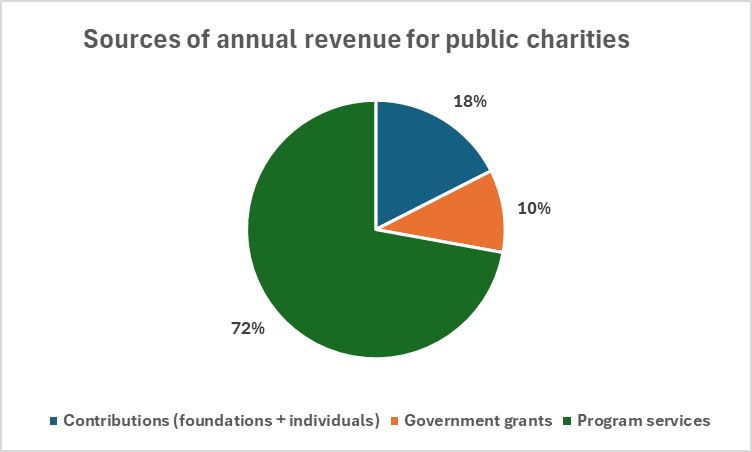 Sources of annual revenue for public charities
18%
10%
72%
Contributions (foundations + individuals) Government grants Program services